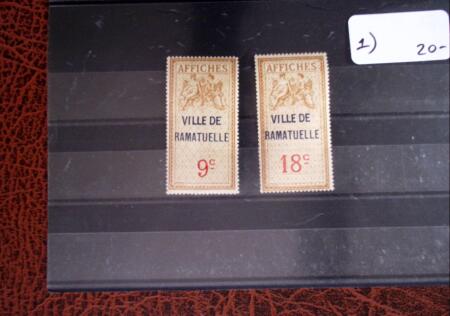 1) 20-
AFFICHES
VILLE DE
RAMATUELLE
9c
AFFICHES
VILLE DE
RAMATUELLE
18c